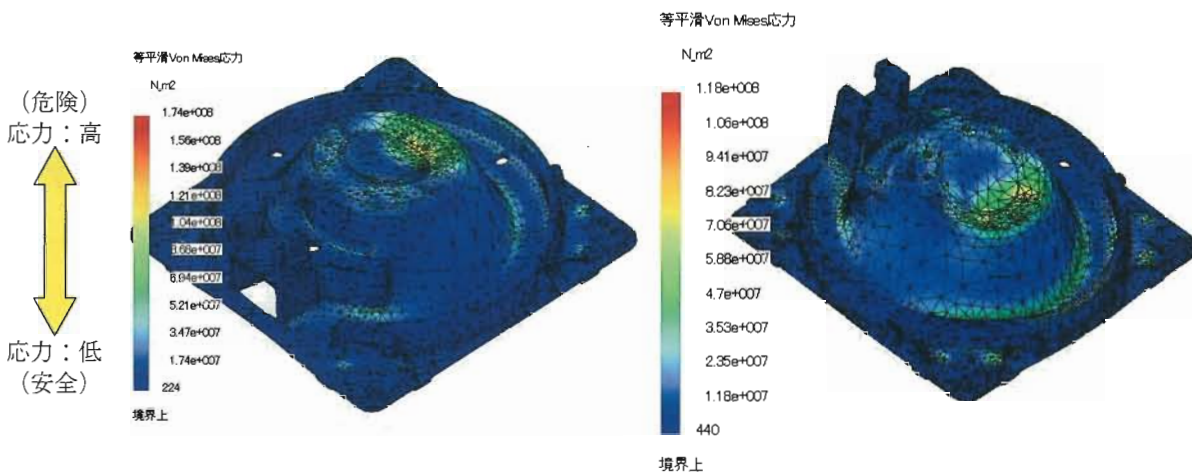 （危険）
応力：高
応力：低
（安全）
等平滑Von Mises応力
N_m2
1.74e+008
1.56e+008
1.39e+008
1.21e+008
1.04e+008
8.68e+007
6.94e+007
5.21e+007
3.47e+007
1.74e+007
224
境界上
等平滑Von Mises応力
N_m2
1.18e+008
1.06e+008
9.41e+007
8.23e+007
7.06e+007
5.88e+007
4.7e+007
3.53e+007
2.35e+007
1.18e+007
440
境界上